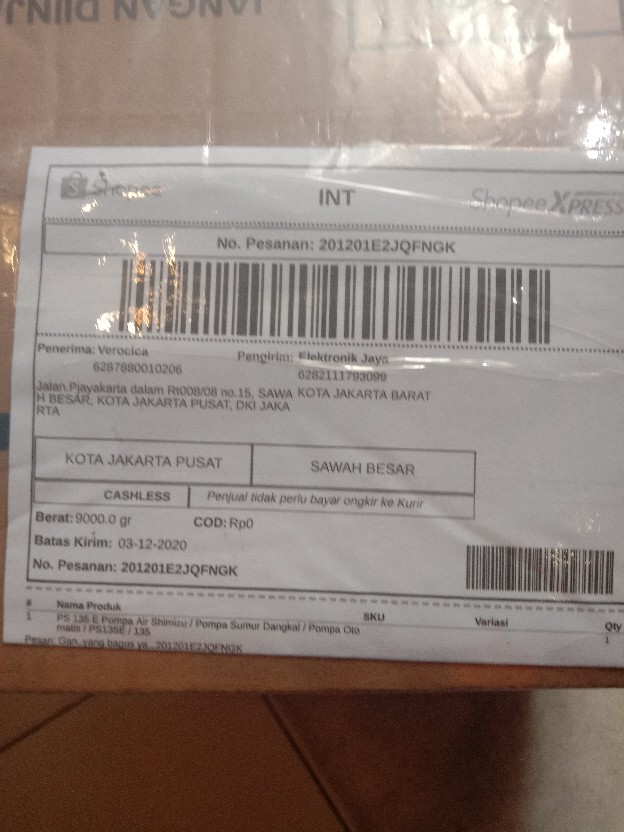 JANGAN DIINJ
Shopee
INT
Shopee XPRESS
No. Pesanan: 201201E2JQFNGK
Penerima: Verocica
6287880010206
Pengirim: Elektronik Jaya
6282111793099
Jalan.Pjayakarta dalam Rt008/08 no.15, SAWA
H BESAR, KOTA JAKARTA PUSAT, DKI JAKA
RTA
KOTA JAKARTA BARAT
KOTA JAKARTA PUSAT
SAWAH BESAR
CASHLESS
Penjual tidak perlu bayar ongkir ke Kurir
Berat: 9000.0 gr
COD: Rp0
Batas Kirim: 03-12-2020
No. Pesanan: 201201E2JQFNGK
# Nama Produk SKU Variasi Qty
1 PS 135 E Pompa Air Shimizu / Pompa Sumur Dangkal / Pompa Oto 1
matis / PS135E / 135
Pesan: Gan..yang bagus ya...201201E2JQFNGK